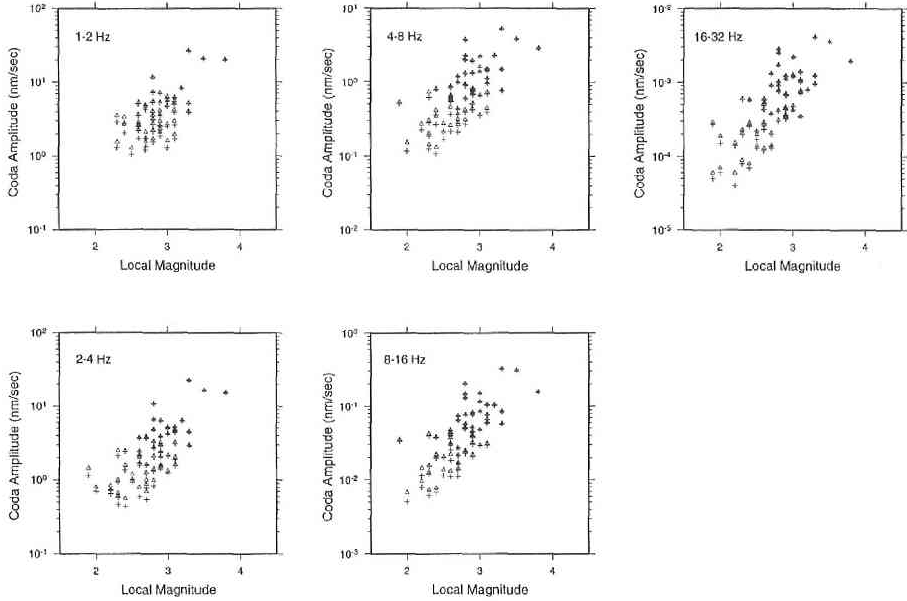 10²
10¹
10⁰
10⁻¹
Coda Amplitude (nm/sec)
1-2 Hz
2 3 4
Local Magnitude
10¹
10⁰
10⁻¹
10⁻²
Coda Amplitude (nm/sec)
4-8 Hz
2 3 4
Local Magnitude
10⁻²
10⁻³
10⁻⁴
10⁻⁵
Coda Amplitude (nm/sec)
16-32 Hz
2 3 4
Local Magnitude
10²
10¹
10⁰
10⁻¹
Coda Amplitude (nm/sec)
2-4 Hz
2 3 4
Local Magnitude
10⁰
10⁻¹
10⁻²
10⁻³
Coda Amplitude (nm/sec)
8-16 Hz
2 3 4
Local Magnitude